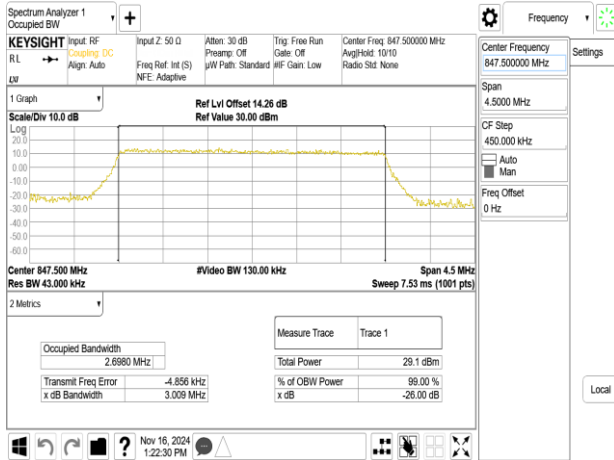 Spectrum Analyzer 1
Occupied BW
Frequency
KEYSIGHT Input: RF Input Z: 50 Ω Atten: 30 dB Trig: Free Run Center Freq: 847.500000 MHz
RL Coupling: DC Preamp: Off Gate: Off Avg|Hold: 10/10
Align: Auto Freq Ref: Int (S) µW Path: Standard #IF Gain: Low Radio Std: None
NFE: Adaptive
LXI
Center Frequency
847.500000 MHz
Settings
Span
4.5000 MHz
CF Step
450.000 kHz
Auto
Man
Freq Offset
0 Hz
Local
1 Graph
Ref Lvl Offset 14.26 dB
Scale/Div 10.0 dB Ref Value 30.00 dBm
Log
20.0
10.0
0.00
-10.0
-20.0
-30.0
-40.0
-50.0
-60.0
Center 847.500 MHz #Video BW 130.00 kHz Span 4.5 MHz
Res BW 43.000 kHz Sweep 7.53 ms (1001 pts)
2 Metrics
Measure Trace Trace 1
Occupied Bandwidth
2.6980 MHz Total Power 29.1 dBm
Transmit Freq Error -4.856 kHz % of OBW Power 99.00 %
x dB Bandwidth 3.009 MHz x dB -26.00 dB
? Nov 16, 2024
1:22:30 PM